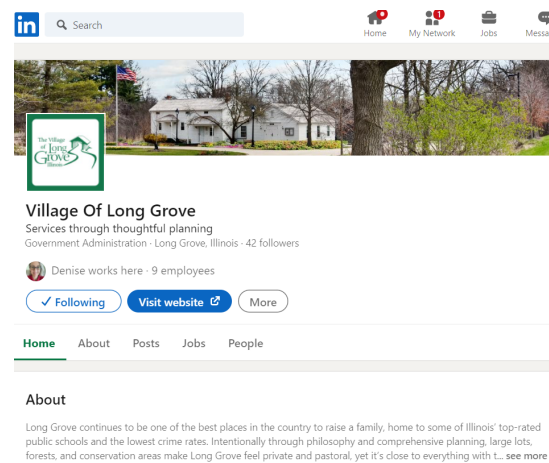 in
Search
1
Home
My Network
Jobs
Messa
The Village
of Long
Grove
Illinois
Village Of Long Grove
Services through thoughtful planning
Government Administration · Long Grove, Illinois · 42 followers
Denise works here · 9 employees
✓ Following
Visit website
More
Home
About
Posts
Jobs
People
About
Long Grove continues to be one of the best places in the country to raise a family, home to some of Illinois' top-rated
public schools and the lowest crime rates. Intentionally through philosophy and comprehensive planning, large lots,
forests, and conservation areas make Long Grove feel private and pastoral, yet it's close to everything with t... see more